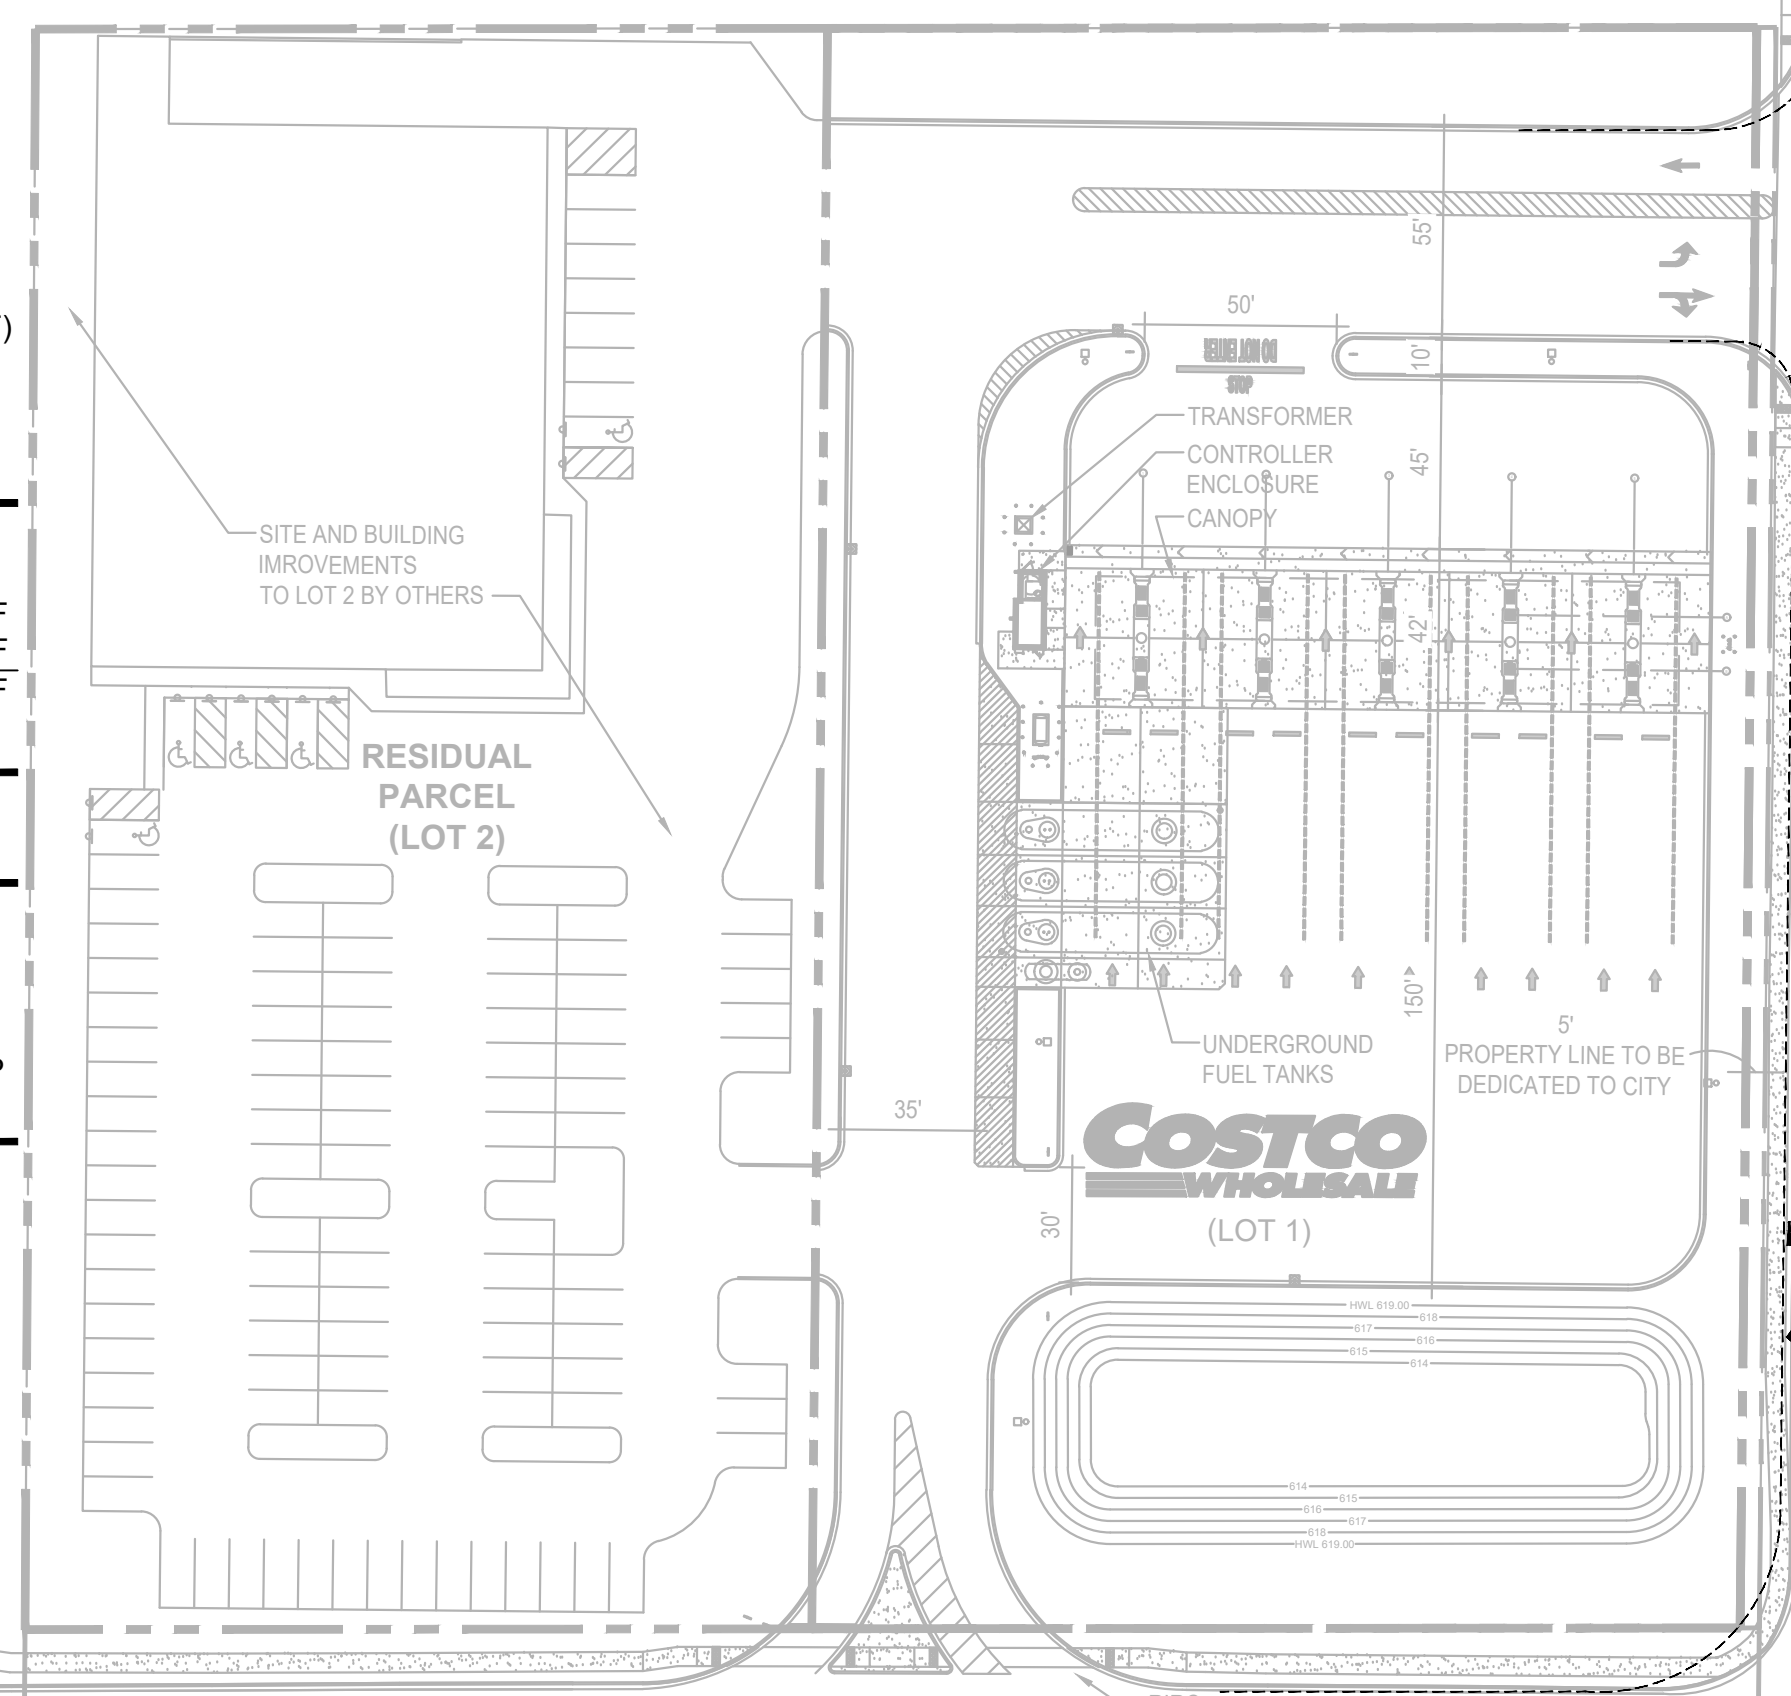 55'
50'
DO NOT ENTER
STOP
10'
TRANSFORMER
CONTROLLER
ENCLOSURE
CANOPY
45'
SITE AND BUILDING
IMROVEMENTS
TO LOT 2 BY OTHERS
42'
RESIDUAL
PARCEL
(LOT 2)
150'
5'
PROPERTY LINE TO BE
DEDICATED TO CITY
UNDERGROUND
FUEL TANKS
35'
COSTCO
WHOLESALE
(LOT 1)
30'
HWL 619.00
618
617
616
615
614
614
615
616
617
618
HWL 619.00